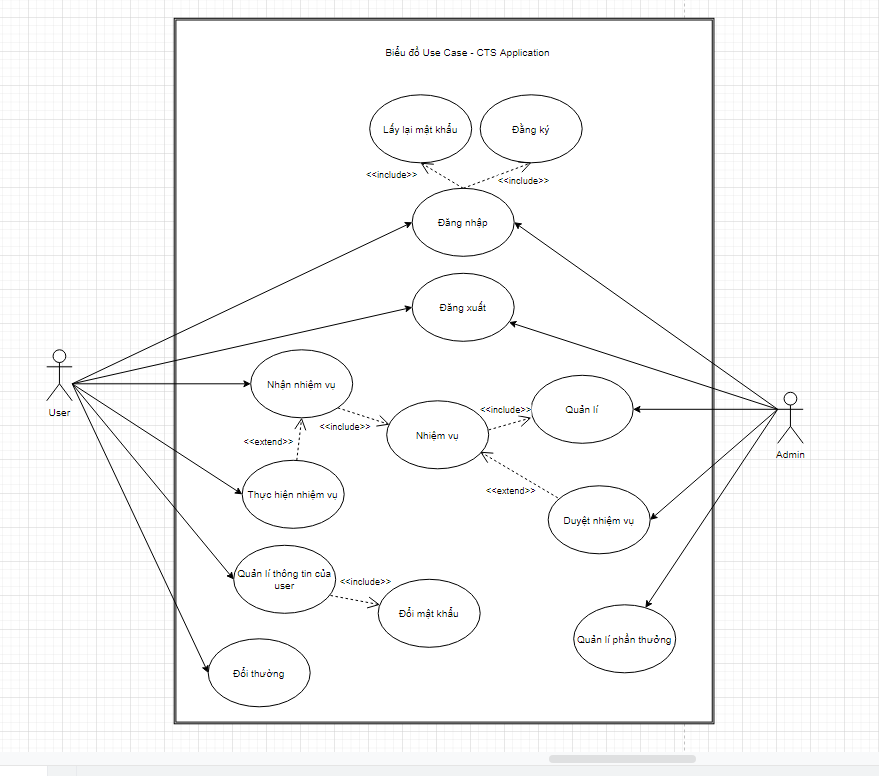 Biểu đồ Use Case - CTS Application
Lấy lại mật khẩu
Đằng ký
<<include>>
<<include>>
Đăng nhập
Đăng xuất
Nhận nhiệm vụ
User
<<include>>
<<extend>>
Nhiệm vụ
<<include>>
Quản lí
Admin
Thực hiện nhiệm vụ
<<extend>>
Duyệt nhiệm vụ
Quản lí thông tin của
user
<<include>>
Đổi mật khẩu
Quản lí phần thưởng
Đổi thưởng